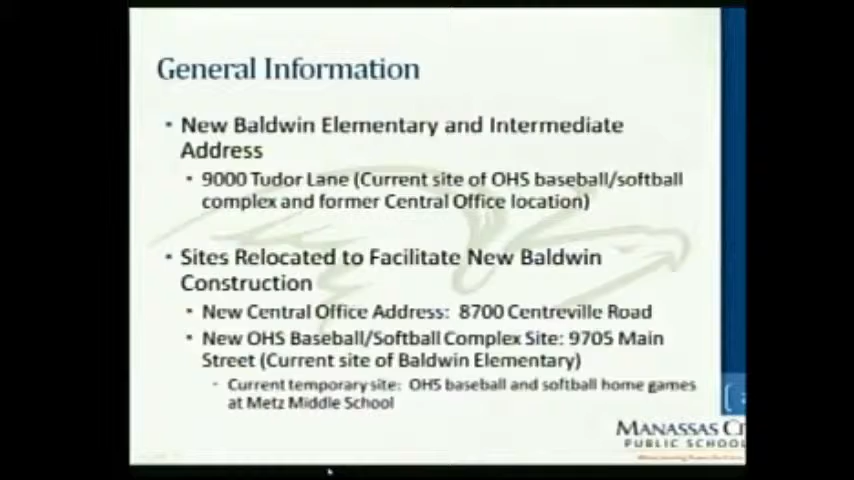 General Information
• New Baldwin Elementary and Intermediate
Address
• 9000 Tudor Lane (Current site of OHS baseball/softball
complex and former Central Office location)
• Sites Relocated to Facilitate New Baldwin
Construction
• New Central Office Address: 8700 Centreville Road
• New OHS Baseball/Softball Complex Site: 9705 Main
Street (Current site of Baldwin Elementary)
- Current temporary site: OHS baseball and softball home games
at Metz Middle School
MANASSAS CI
PUBLIC SCHOOL